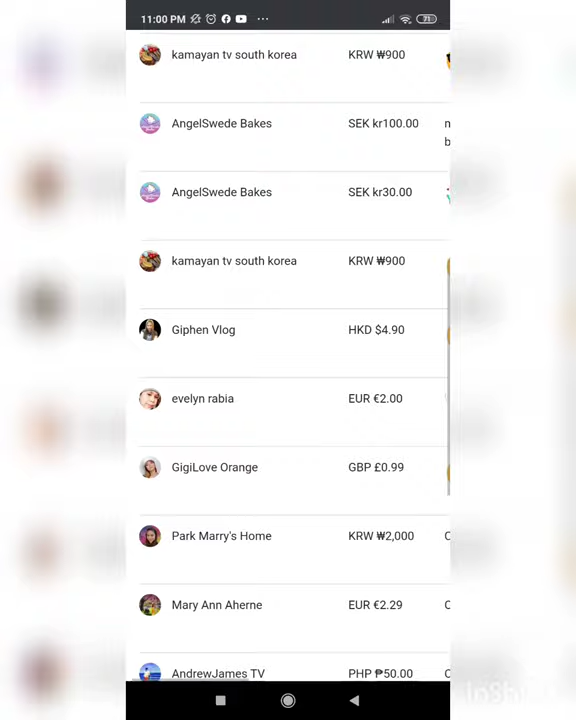 11:00 PM
71
kamayan tv south korea KRW ₩900
AngelSwede Bakes SEK kr100.00
AngelSwede Bakes SEK kr30.00
kamayan tv south korea KRW ₩900
Giphen Vlog HKD $4.90
evelyn rabia EUR €2.00
GigiLove Orange GBP £0.99
Park Marry's Home KRW ₩2,000
Mary Ann Aherne EUR €2.29
AndrewJames TV PHP ₱50.00
InShot